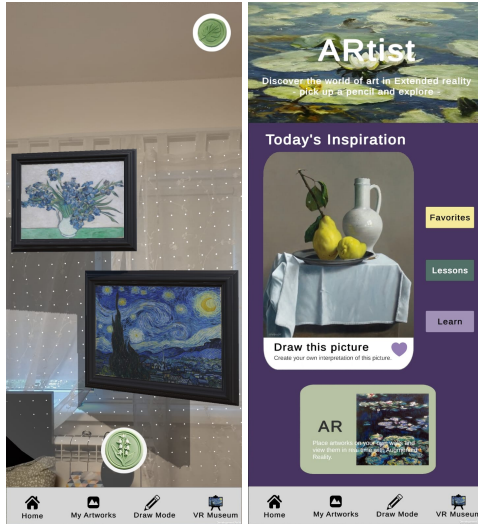 Home
My Artworks
Draw Mode
VR Museum
ARtist
Discover the world of art in Extended reality
- pick up a pencil and explore -
Today's Inspiration
Favorites
Lessons
Learn
Draw this picture
Create your own interpretation of this picture.
AR
Place artworks on your own walls and
view them in real-time with Augmented
Reality.
Home
My Artworks
Draw Mode
VR Museum